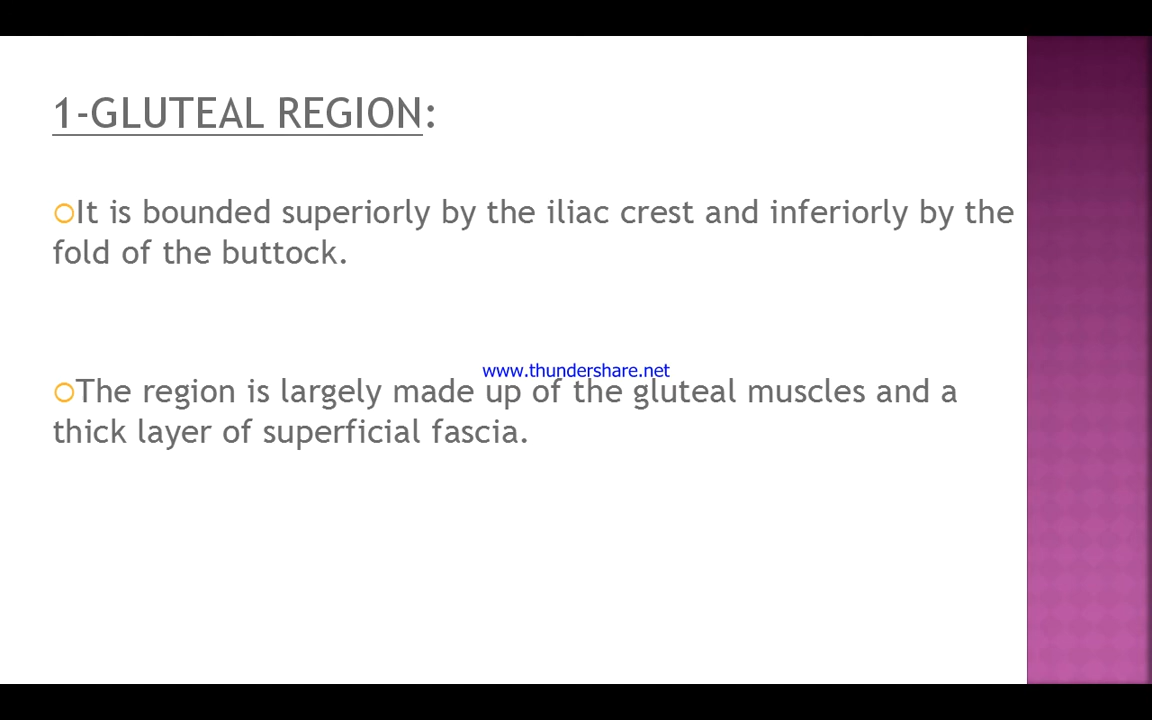 1-GLUTEAL REGION:
It is bounded superiorly by the iliac crest and inferiorly by the
fold of the buttock.
www.thundershare.net
The region is largely made up of the gluteal muscles and a
thick layer of superficial fascia.